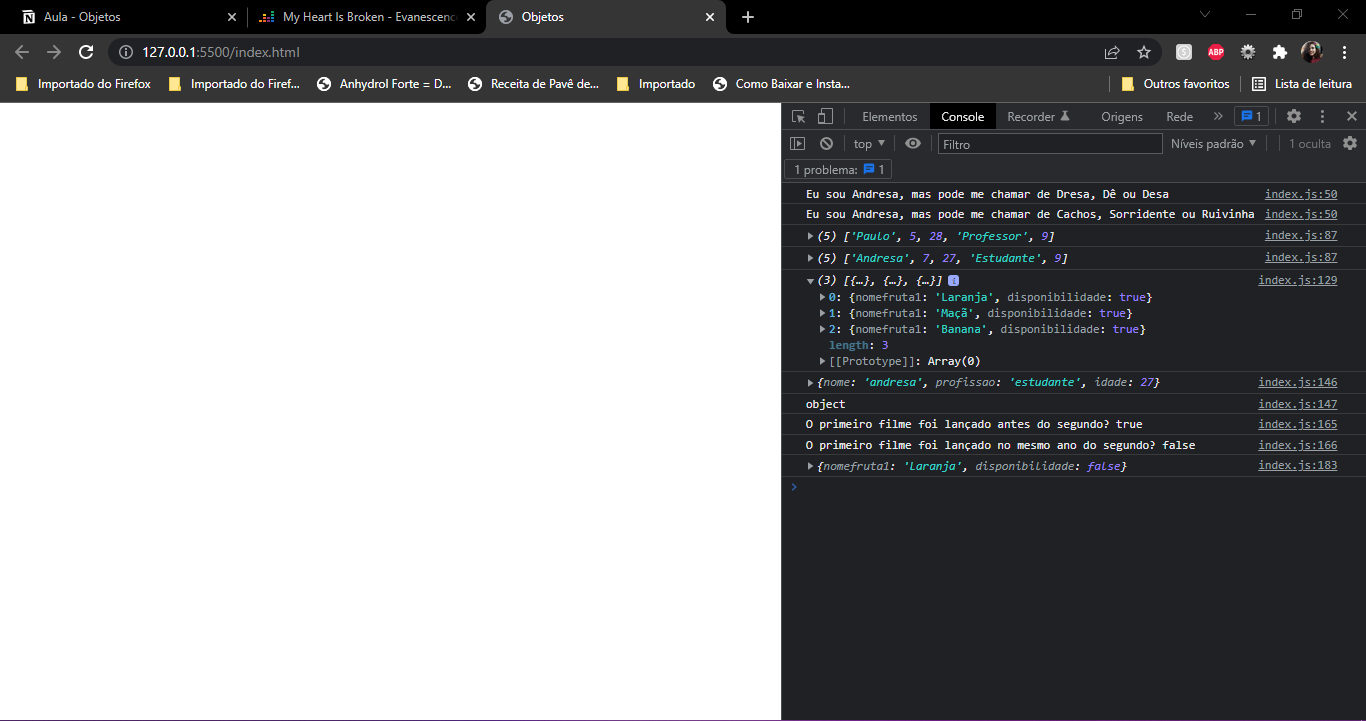 Aula - Objetos
My Heart Is Broken - Evanescenc
Objetos
127.0.0.1:5500/index.html
ABP
Importado do Firefox
Importado do Firef...
Anhydrol Forte = D...
Receita de Pavê de...
Importado
Como Baixar e Insta...
Outros favoritos
Lista de leitura
Elementos Console Recorder Origens Rede » 1
top Filtro Níveis padrão 1 oculta
1 problema: 1
Eu sou Andresa, mas pode me chamar de Dresa, Dê ou Desa index.js:50
Eu sou Andresa, mas pode me chamar de Cachos, Sorridente ou Ruivinha index.js:50
(5) ['Paulo', 5, 28, 'Professor', 9] index.js:87
(5) ['Andresa', 7, 27, 'Estudante', 9] index.js:87
(3) [{…}, {…}, {…}] i index.js:129
0: {nomefruta1: 'Laranja', disponibilidade: true}
1: {nomefruta1: 'Maçã', disponibilidade: true}
2: {nomefruta1: 'Banana', disponibilidade: true}
length: 3
[[Prototype]]: Array(0)
{nome: 'andresa', profissao: 'estudante', idade: 27} index.js:146
object index.js:147
O primeiro filme foi lançado antes do segundo? true index.js:165
O primeiro filme foi lançado no mesmo ano do segundo? false index.js:166
{nomefruta1: 'Laranja', disponibilidade: false} index.js:183